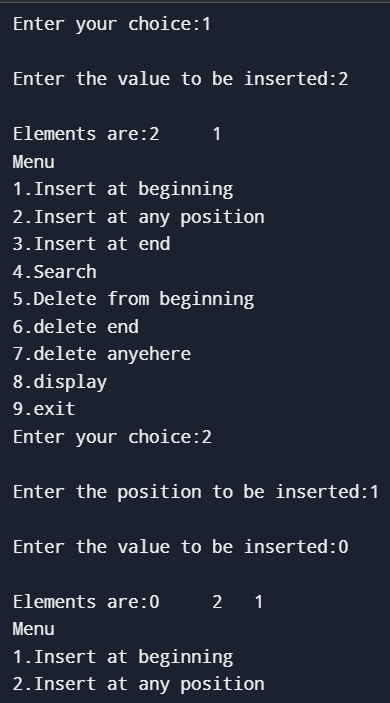 Enter your choice:1
Enter the value to be inserted:2
Elements are:2     1
Menu
1.Insert at beginning
2.Insert at any position
3.Insert at end
4.Search
5.Delete from beginning
6.delete end
7.delete anyehere
8.display
9.exit
Enter your choice:2
Enter the position to be inserted:1
Enter the value to be inserted:0
Elements are:0     2   1
Menu
1.Insert at beginning
2.Insert at any position